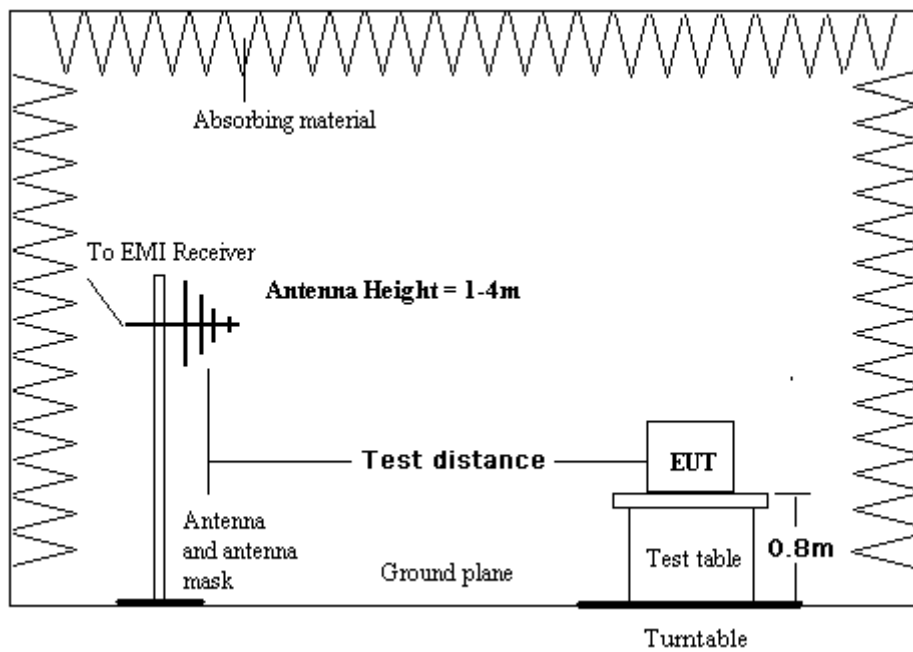 Absorbing material
To EMI Receiver
Antenna Height = 1-4m
Test distance
EUT
Antenna
and antenna
mask
Ground plane
Test table
0.8m
Turntable